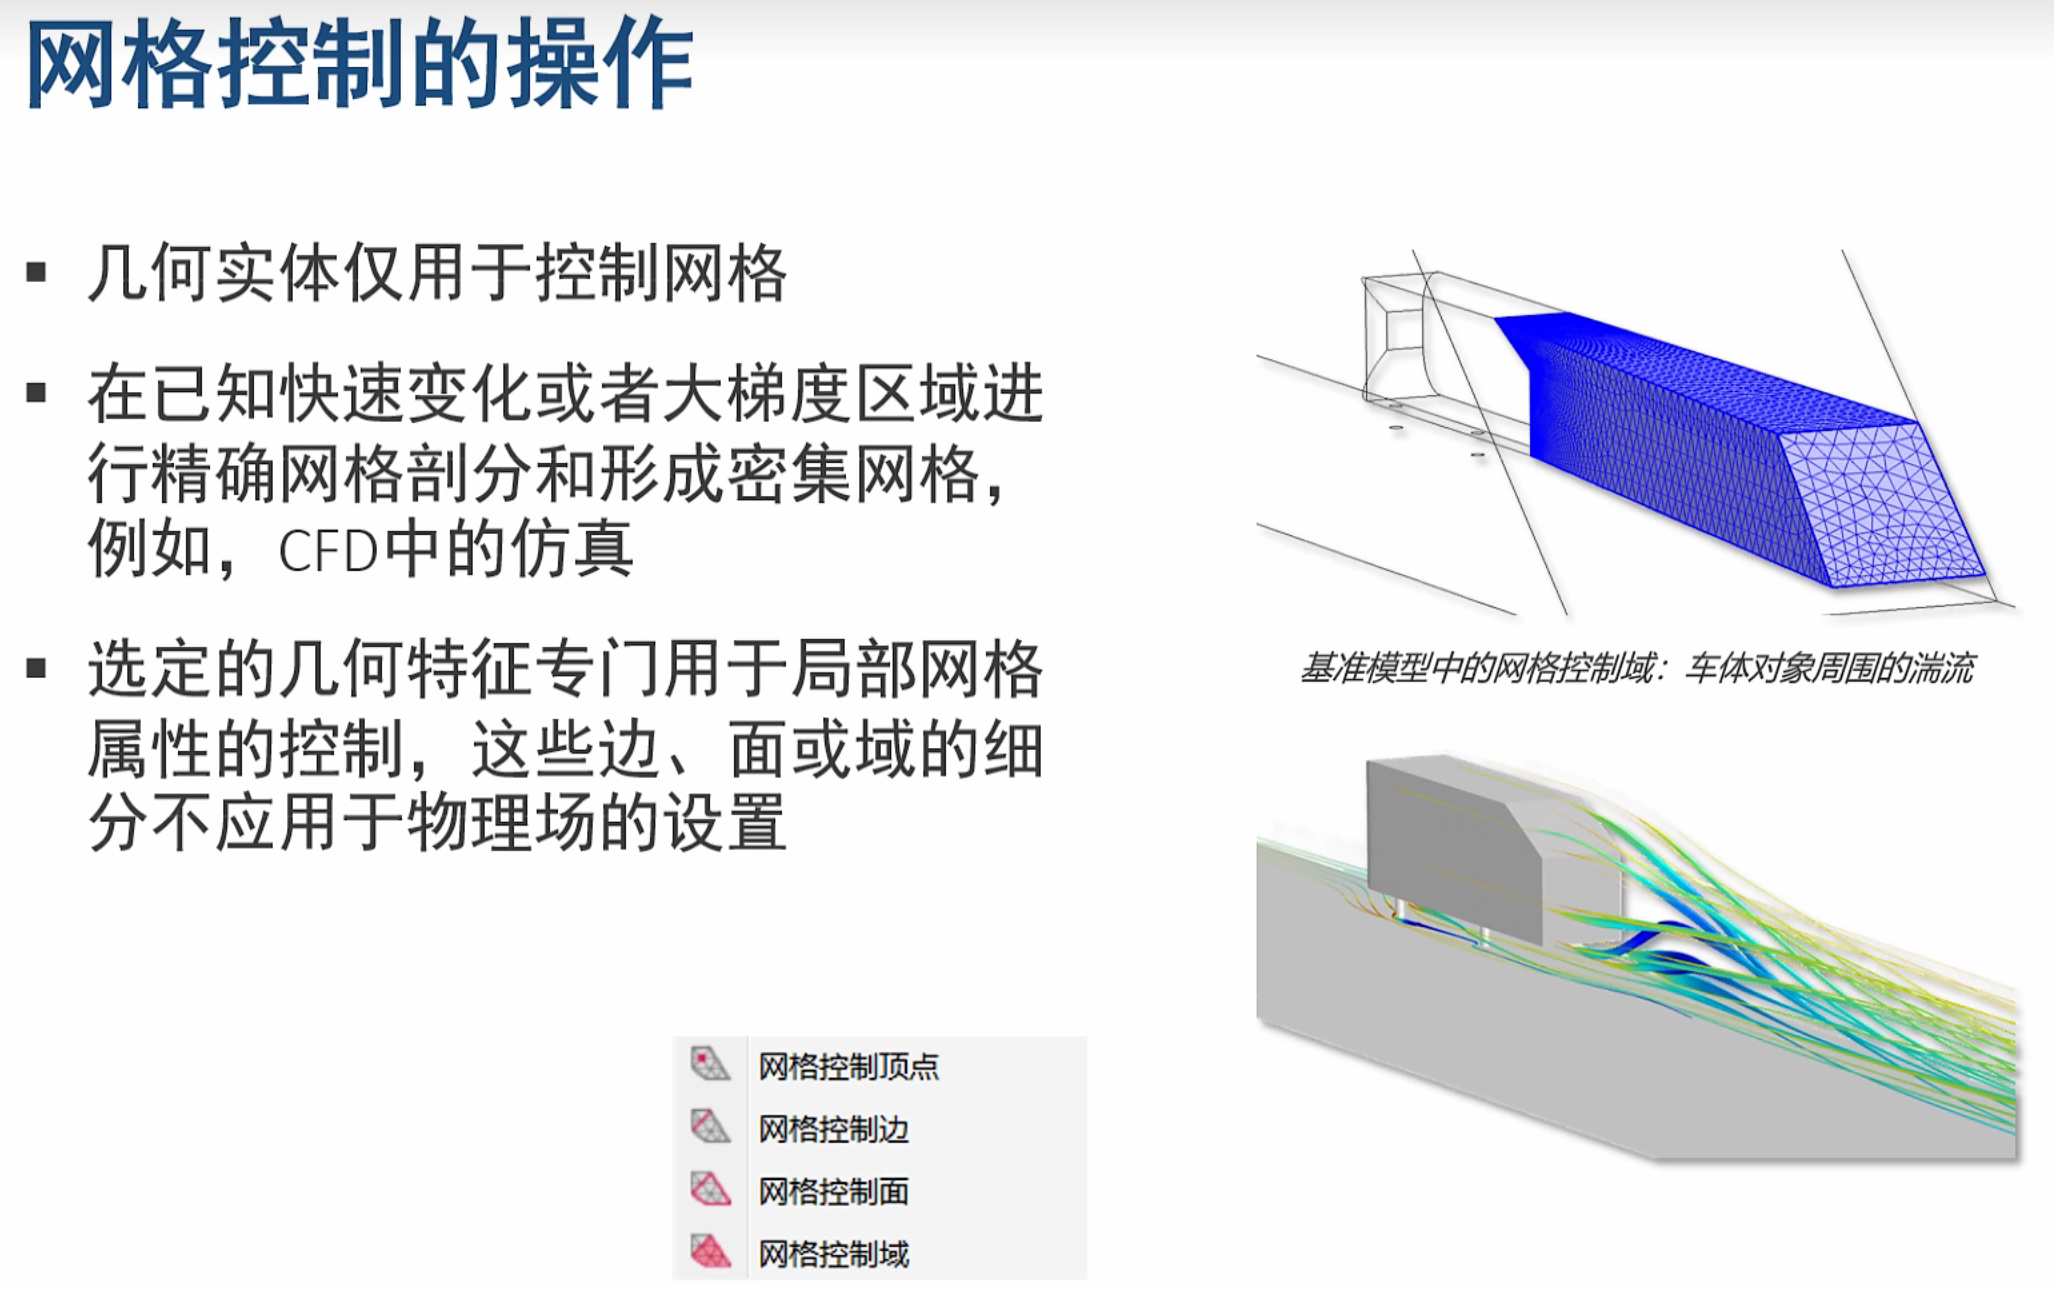 网格控制的操作
几何实体仅用于控制网格
在已知快速变化或者大梯度区域进
行精确网格剖分和形成密集网格，
例如，CFD中的仿真
选定的几何特征专门用于局部网格
属性的控制，这些边、面或域的细
分不应用于物理场的设置
基准模型中的网格控制域：车体对象周围的湍流
网格控制顶点
网格控制边
网格控制面
网格控制域